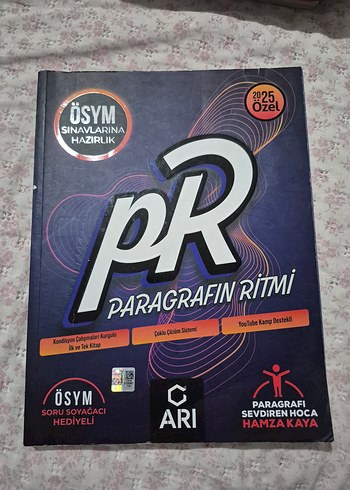 ÖSYM
SINAVLARINA
HAZIRLIK
2025
Özel
PR
PARAGRAFIN RİTMİ
Kondisyon Çalışmaları Kurgulu
İlk ve Tek Kitap
Çoklu Çözüm Sistemi
YouTube Kamp Destekli
ÖSYM
SORU SOYAĞACI
HEDİYELİ
ARI
PARAGRAFI
SEVDİREN HOCA
HAMZA KAYA